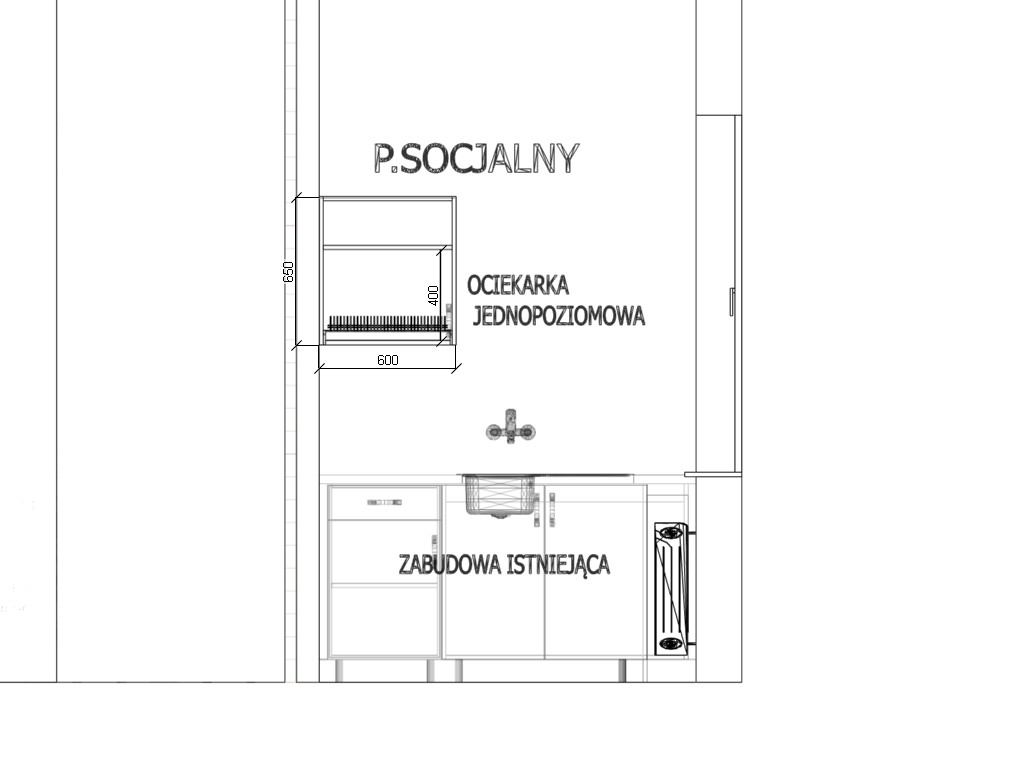 P.SOCJALNY
650
OCIEKARKA
400
JEDNOPOZIOMOWA
600
ZABUDOWA ISTNIEJĄCA